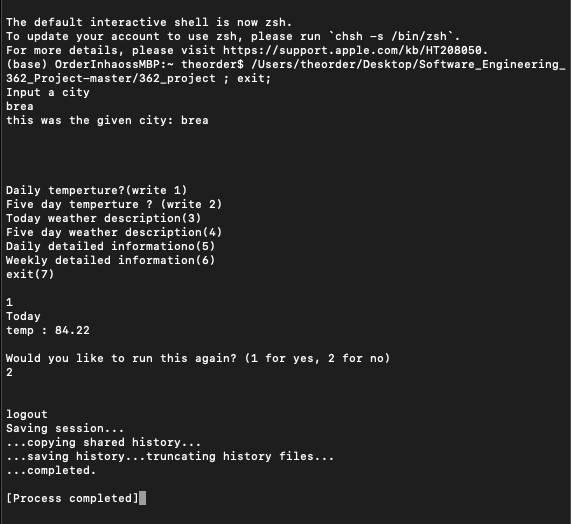 The default interactive shell is now zsh.
To update your account to use zsh, please run `chsh -s /bin/zsh`.
For more details, please visit https://support.apple.com/kb/HT208050.
(base) OrderInhaossMBP:~ theorder$ /Users/theorder/Desktop/Software_Engineering_
362_Project-master/362_project ; exit;
Input a city
brea
this was the given city: brea
Daily temperture?(write 1)
Five day temperture ? (write 2)
Today weather description(3)
Five day weather description(4)
Daily detailed informationo(5)
Weekly detailed information(6)
exit(7)
1
Today
temp : 84.22
Would you like to run this again? (1 for yes, 2 for no)
2
logout
Saving session...
...copying shared history...
...saving history...truncating history files...
...completed.
[Process completed]